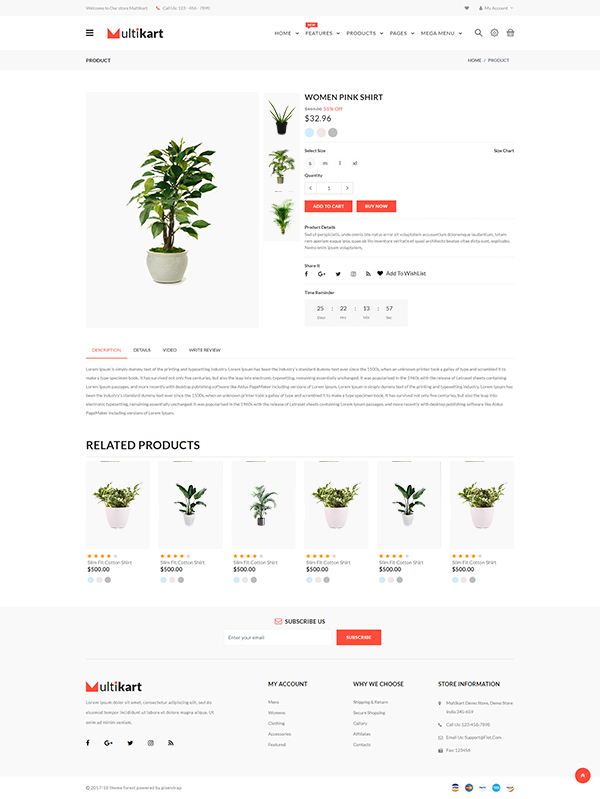 Welcome to Our store Multikart
Call Us: 123 - 456 - 7890
My Account
Multikart
HOME
NEW
FEATURES
PRODUCTS
PAGES
MEGA MENU
PRODUCT
HOME / PRODUCT
WOMEN PINK SHIRT
55% Off
$32.96
Select Size
Size Chart
s
m
l
xl
Quantity
1
ADD TO CART
BUY NOW
Product Details
Sed ut perspiciatis, unde omnis iste natus error sit voluptatem accusantium doloremque laudantium, totam
rem aperiam eaque ipsa, quae ab illo inventore veritatis et quasi architecto beatae vitae dicta sunt, explicabo.
Nemo enim ipsam voluptatem,
Share It
Add To WishList
Time Reminder
25 : 22 : 13 : 57
Days
Hrs
Min
Sec
DESCRIPTION
DETAILS
VIDEO
WRITE REVIEW
Lorem Ipsum is simply dummy text of the printing and typesetting industry. Lorem Ipsum has been the industry's standard dummy text ever since the 1500s, when an unknown printer took a galley of type and scrambled it to
make a type specimen book. It has survived not only five centuries, but also the leap into electronic typesetting, remaining essentially unchanged. It was popularised in the 1960s with the release of Letraset sheets containing
Lorem Ipsum passages, and more recently with desktop publishing software like Aldus PageMaker including versions of Lorem Ipsum. Lorem Ipsum is simply dummy text of the printing and typesetting industry. Lorem Ipsum has
been the industry's standard dummy text ever since the 1500s, when an unknown printer took a galley of type and scrambled it to make a type specimen book. It has survived not only five centuries, but also the leap into
electronic typesetting, remaining essentially unchanged. It was popularised in the 1960s with the release of Letraset sheets containing Lorem Ipsum passages, and more recently with desktop publishing software like Aldus
PageMaker including versions of Lorem Ipsum.
RELATED PRODUCTS
Slim Fit Cotton Shirt
$500.00
Slim Fit Cotton Shirt
$500.00
Slim Fit Cotton Shirt
$500.00
Slim Fit Cotton Shirt
$500.00
Slim Fit Cotton Shirt
$500.00
Slim Fit Cotton Shirt
$500.00
SUBSCRIBE US
Enter your email
SUBSCRIBE
Multikart
Lorem ipsum dolor sit amet, consectetur adipiscing elit, sed do
eiusmod tempor incididunt ut labore et dolore magna aliqua. Ut
enim ad minim veniam,
MY ACCOUNT
Mens
Womens
Clothing
Accessories
Featured
WHY WE CHOOSE
Shipping & Return
Secure Shopping
Gallary
Affiliates
Contacts
STORE INFORMATION
Multikart Demo Store, Demo Store
India 345-659
Call Us: 123-456-7898
Email Us: Support@Fiot.Com
Fax: 123456
© 2017-18 theme forest powered by pixelstrap